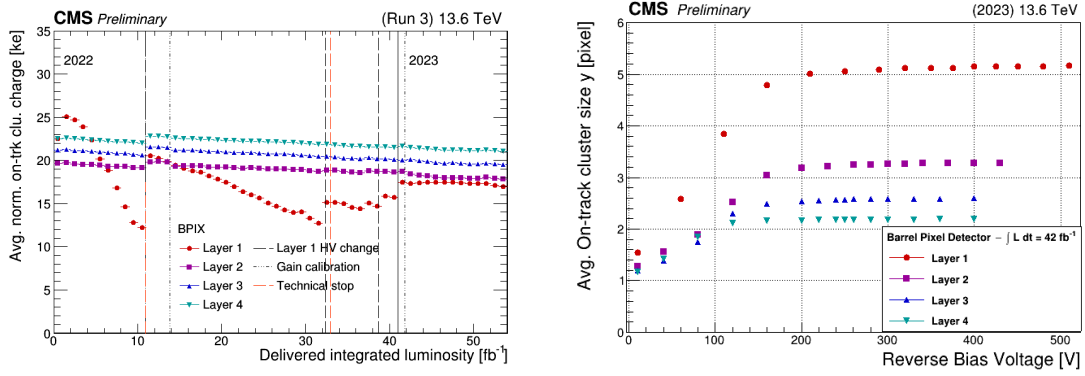 CMS Preliminary (Run 3) 13.6 TeV
Avg. norm. on-trk clu. charge [ke]
35
30
25
20
15
10
5
0
2022
2023
BPIX
Layer 1
Layer 2
Layer 3
Layer 4
Layer 1 HV change
Gain calibration
Technical stop
0 10 20 30 40 50
Delivered integrated luminosity [fb⁻¹]
CMS Preliminary (2023) 13.6 TeV
Avg. On-track cluster size y [pixel]
6
5
4
3
2
1
0
Barrel Pixel Detector − ∫ L dt = 42 fb⁻¹
Layer 1
Layer 2
Layer 3
Layer 4
0 100 200 300 400 500
Reverse Bias Voltage [V]